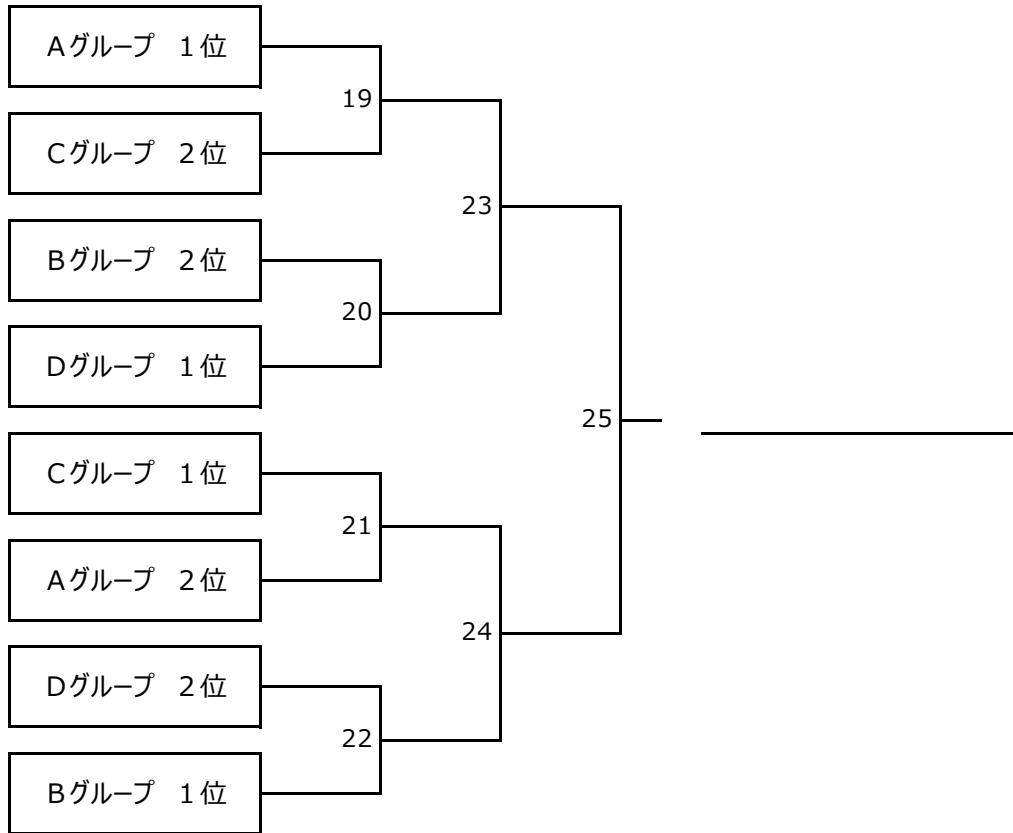 Aグループ　1位
19
Cグループ　2位
23
Bグループ　2位
20
Dグループ　1位
25
Cグループ　1位
21
Aグループ　2位
24
Dグループ　2位
22
Bグループ　1位